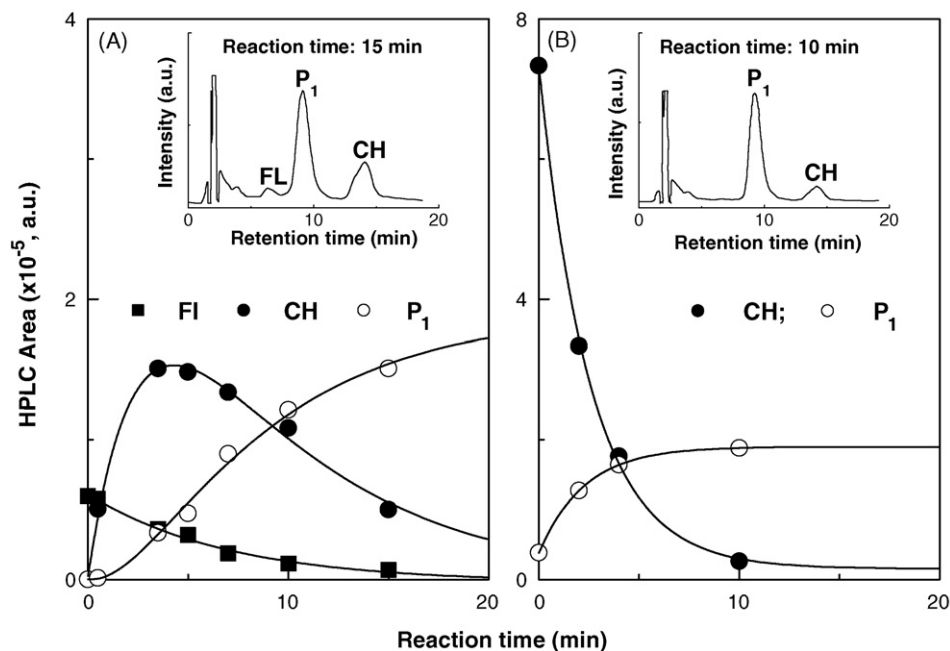 (A)
Reaction time: 15 min
P1
FL
CH
Intensity (a.u.)
0 10 20
Retention time (min)
Fl CH P1
4
2
0
0 10 20
HPLC Area (x10-5, a.u.)
(B)
Reaction time: 10 min
P1
CH
Intensity (a.u.)
0 10 20
Retention time (min)
CH; P1
8
4
0
0 10 20
Reaction time (min)